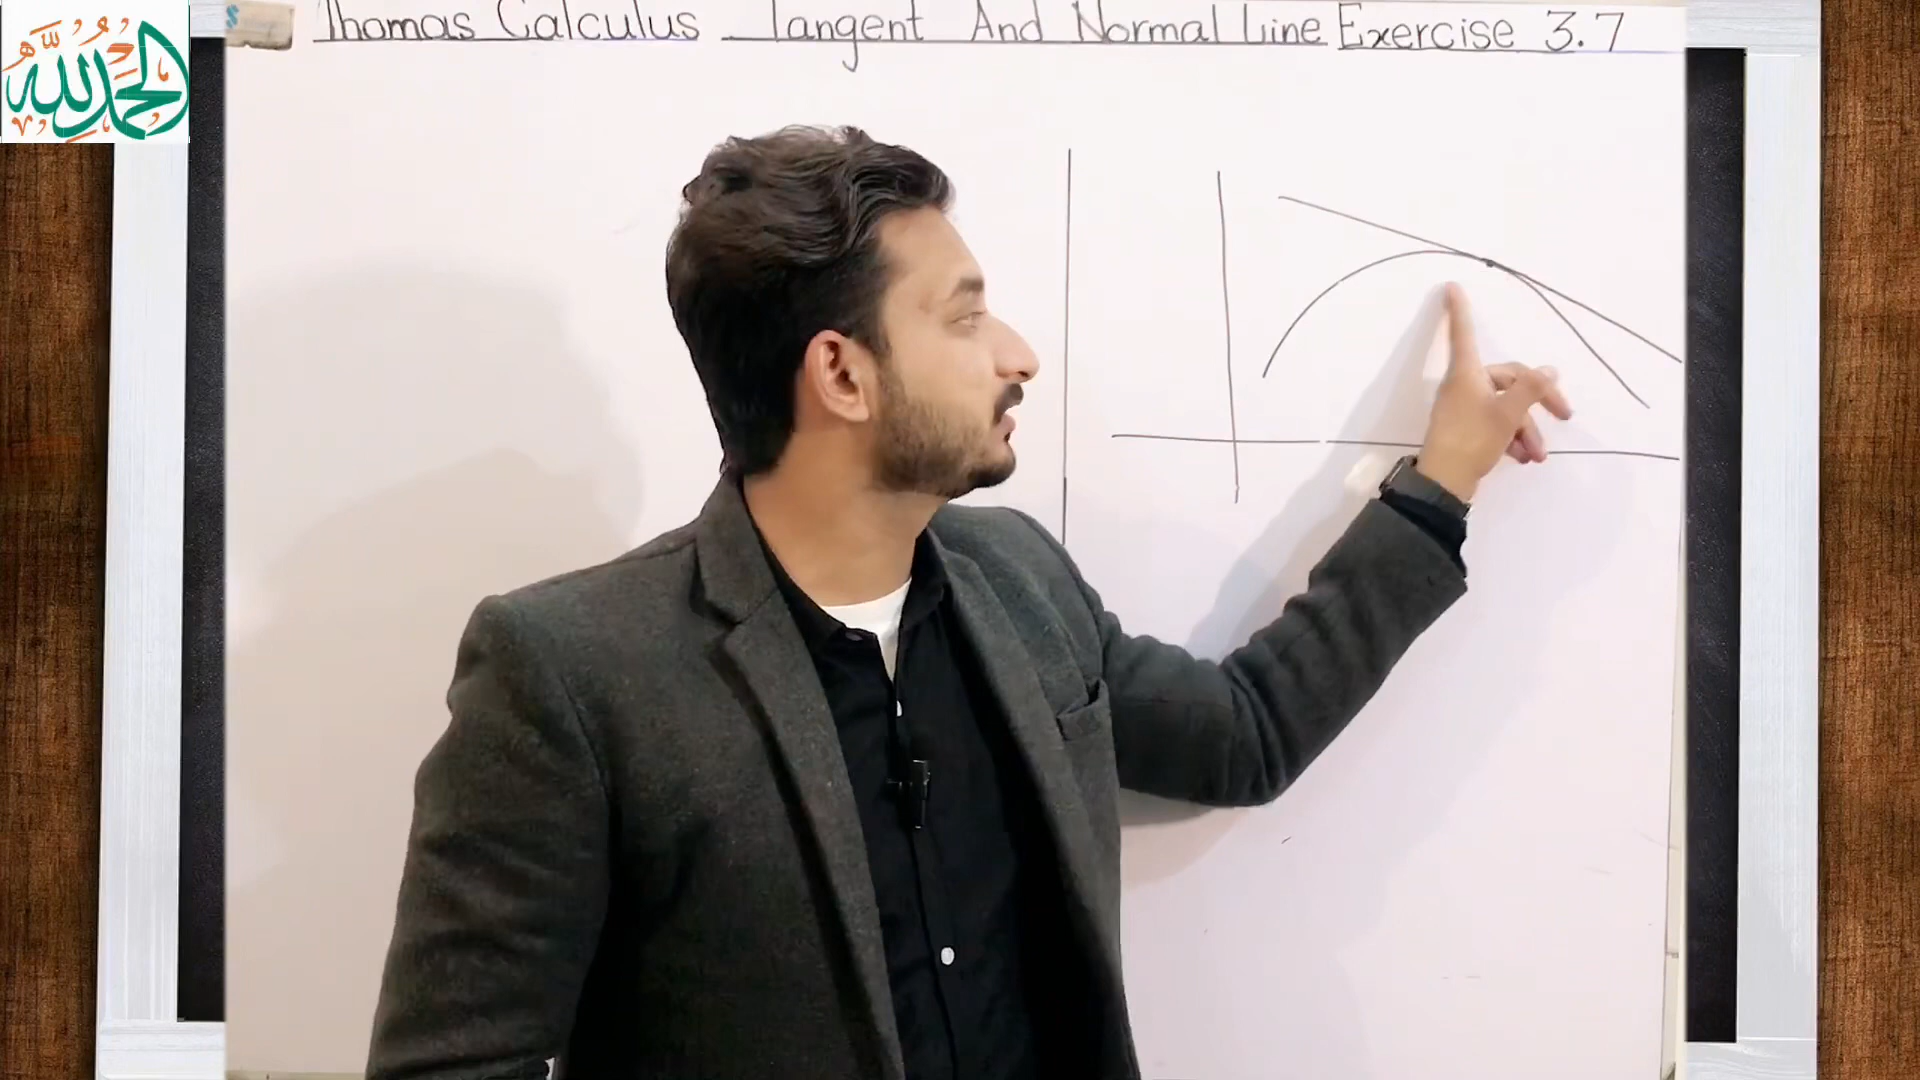 الحمد لله
Thomas Calculus Tangent And Normal Line Exercise 3.7